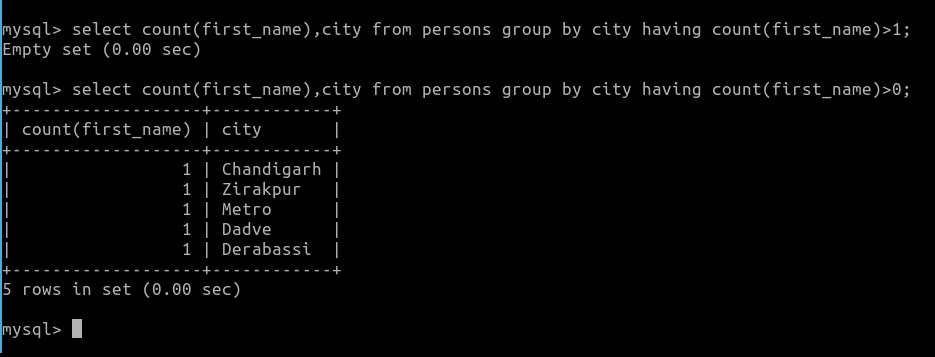 mysql> select count(first_name),city from persons group by city having count(first_name)>1;
Empty set (0.00 sec)
mysql> select count(first_name),city from persons group by city having count(first_name)>0;
+-------------------+------------+
| count(first_name) | city       |
+-------------------+------------+
|                 1 | Chandigarh |
|                 1 | Zirakpur   |
|                 1 | Metro      |
|                 1 | Dadve      |
|                 1 | Derabassi  |
+-------------------+------------+
5 rows in set (0.00 sec)
mysql>